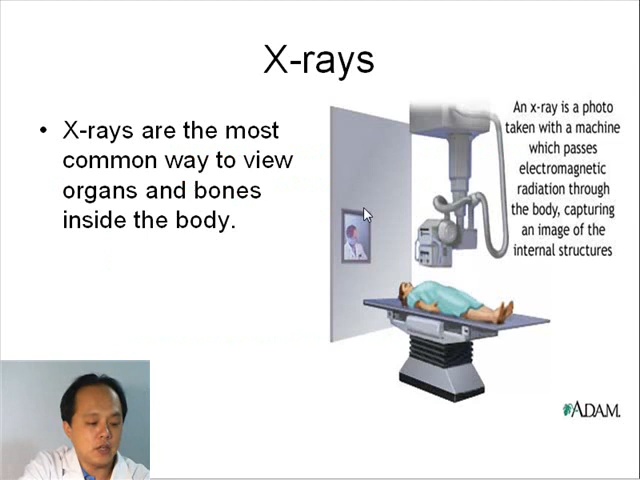 X-rays
• X-rays are the most
common way to view
organs and bones
inside the body.
An x-ray is a photo
taken with a machine
which passes
electromagnetic
radiation through
the body, capturing
an image of the
internal structures
ADAM.